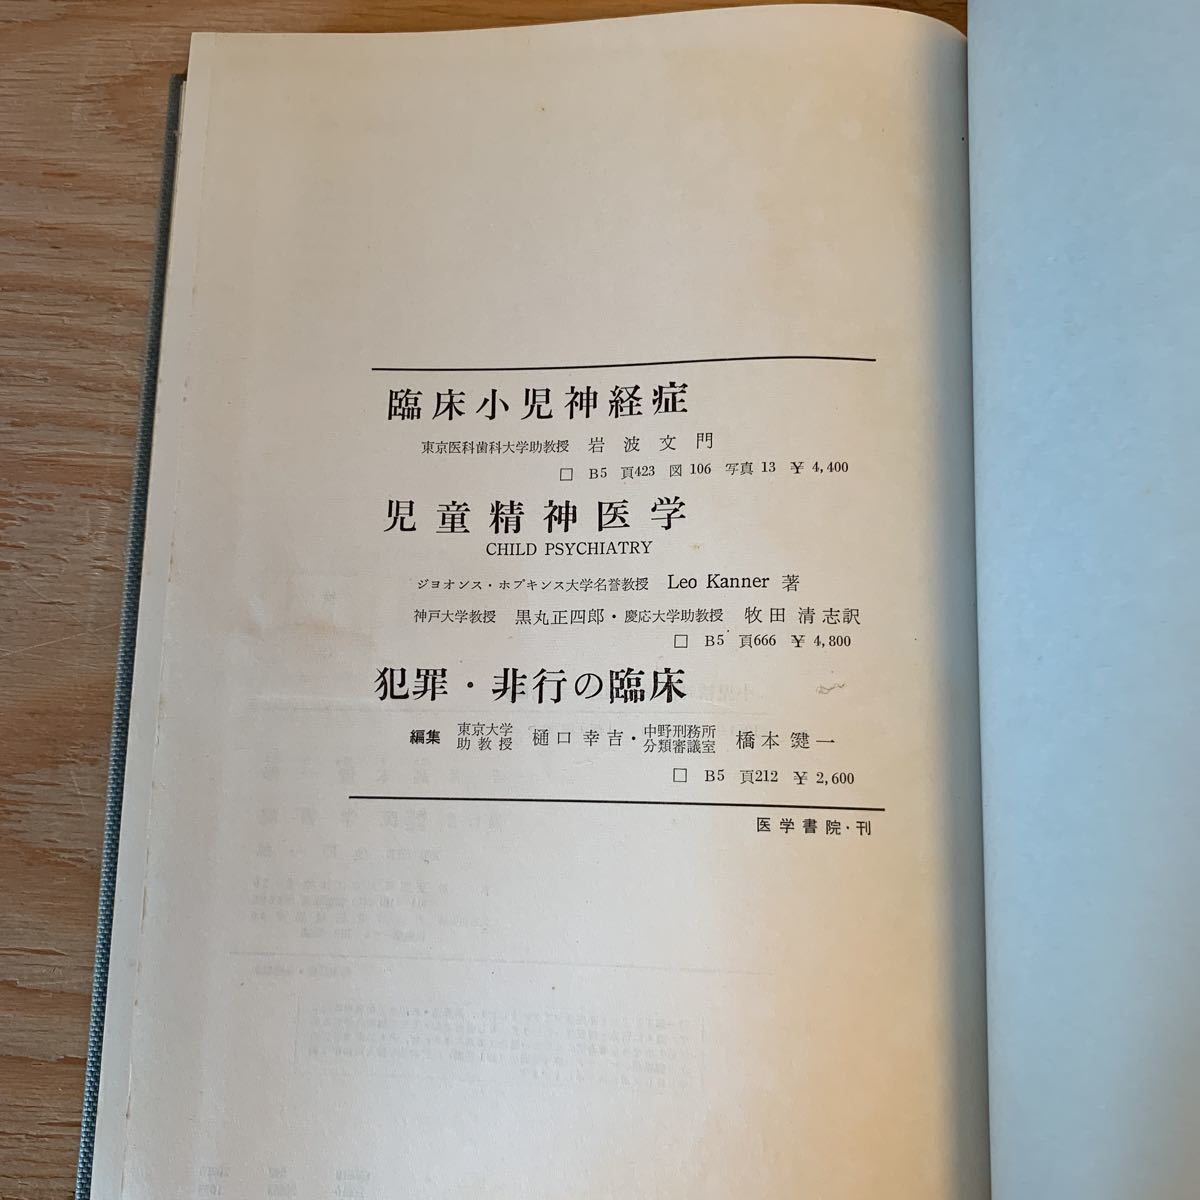 臨床小児神経症
東京医科歯科大学助教授 岩波文門
□ B5 頁423 図106 写真13 ¥4,400
児童精神医学
CHILD PSYCHIATRY
ジヨオンス・ホプキンス大学名誉教授 Leo Kanner 著
神戸大学教授 黒丸正四郎・慶応大学助教授 牧田清志訳
□ B5 頁666 ¥4,800
犯罪・非行の臨床
編集 東京大学助教授 樋口幸吉・中野刑務所分類審議室 橋本鍵一
□ B5 頁212 ¥2,600
医学書院・刊